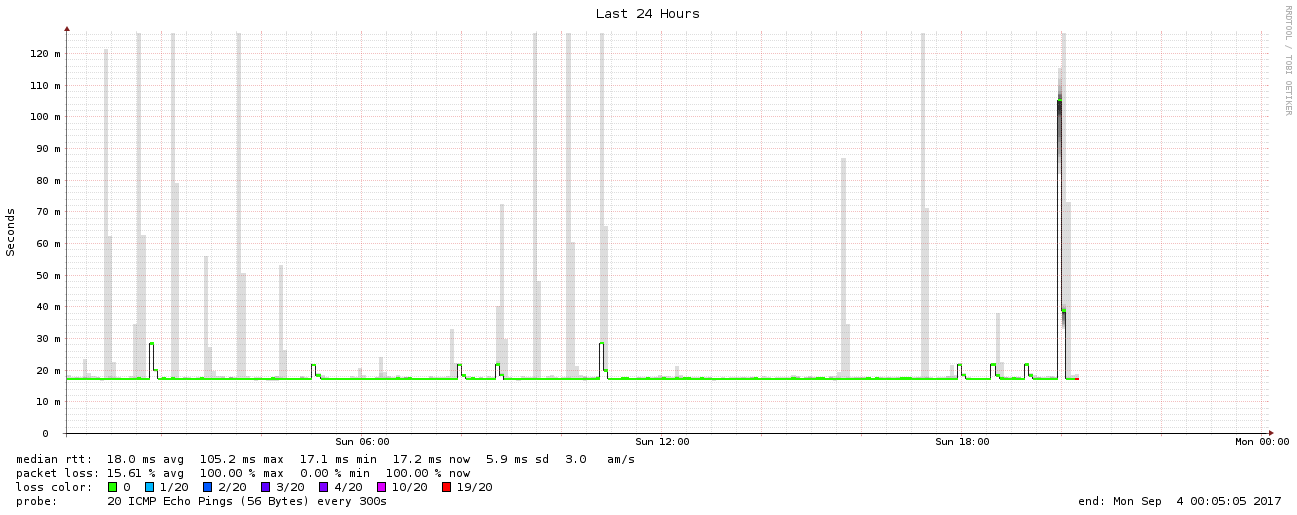 Last 24 Hours
RRDTOOL / TOBI OETIKER
Seconds
120 m
110 m
100 m
90 m
80 m
70 m
60 m
50 m
40 m
30 m
20 m
10 m
0
Sun 06:00 Sun 12:00 Sun 18:00 Mon 00:00
median rtt: 18.0 ms avg 105.2 ms max 17.1 ms min 17.2 ms now 5.9 ms sd 3.0 am/s
packet loss: 15.61 % avg 100.00 % max 0.00 % min 100.00 % now
loss color: 0 1/20 2/20 3/20 4/20 10/20 19/20
probe: 20 ICMP Echo Pings (56 Bytes) every 300s end: Mon Sep 4 00:05:05 2017